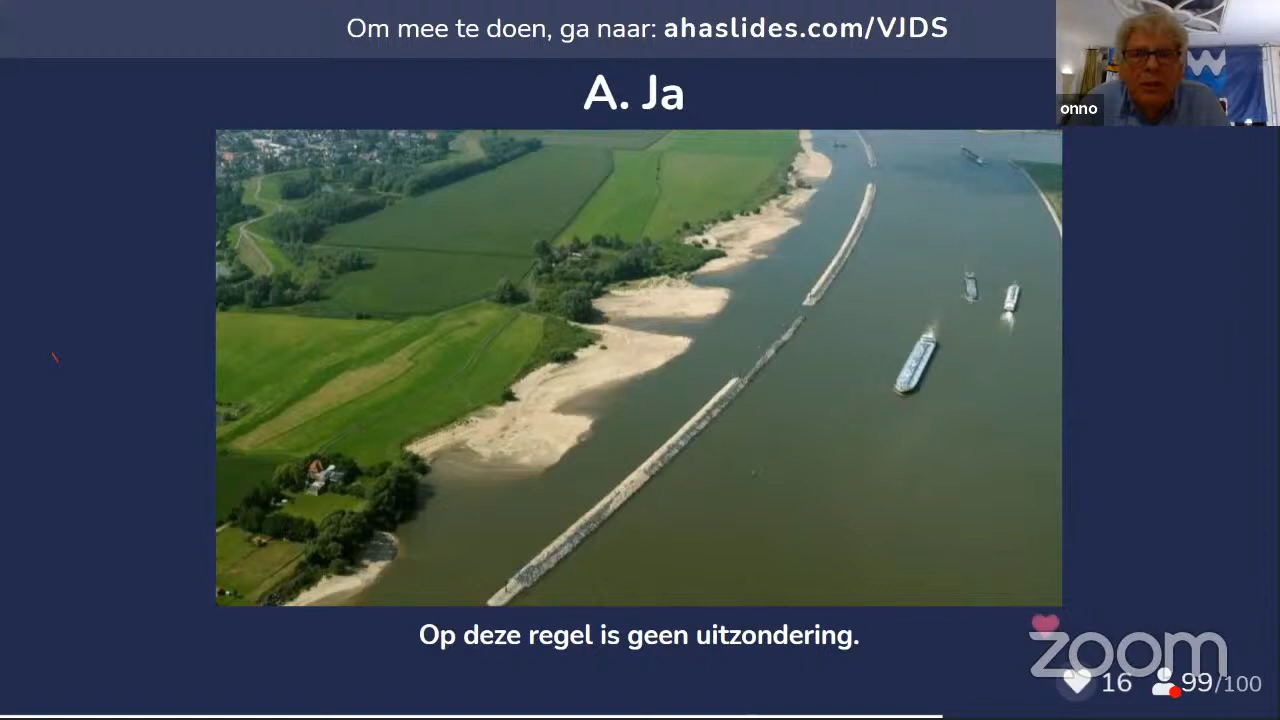 Om mee te doen, ga naar: ahaslides.com/VJDS
onno
A. Ja
Op deze regel is geen uitzondering.
zoom
16 99/100